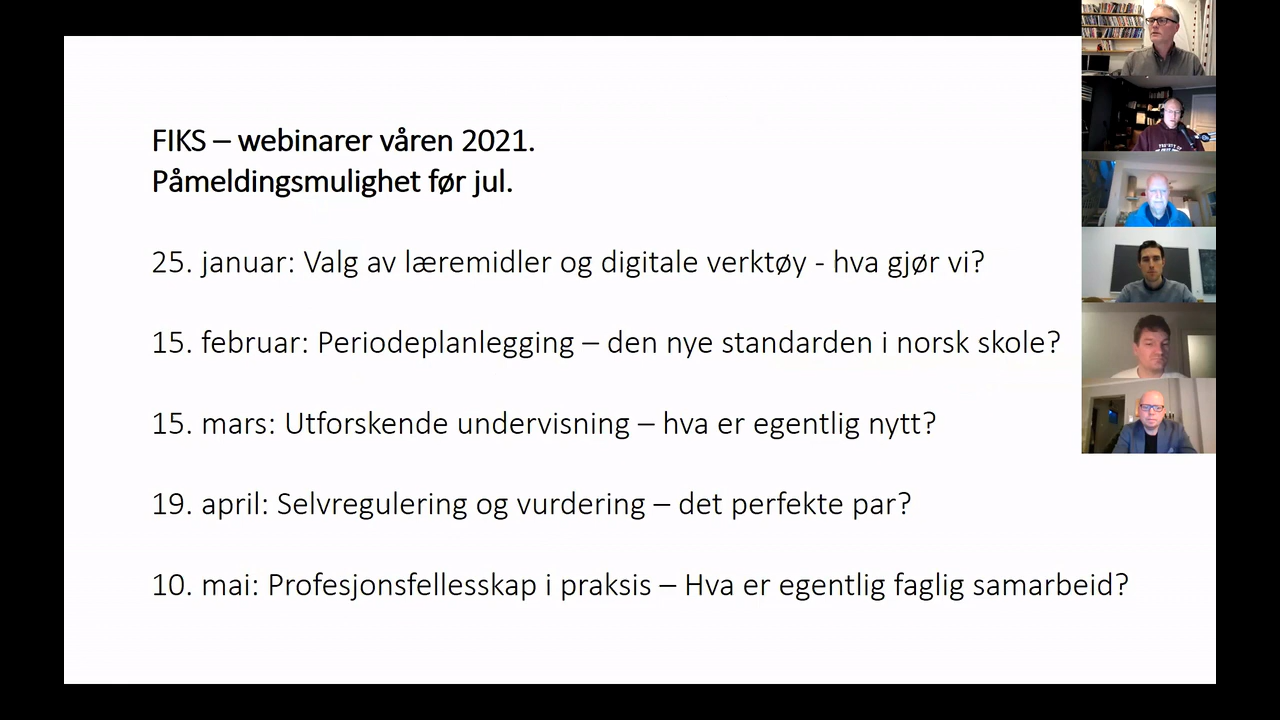 FIKS – webinarer våren 2021.
Påmeldingsmulighet før jul.
25. januar: Valg av læremidler og digitale verktøy - hva gjør vi?
15. februar: Periodeplanlegging – den nye standarden i norsk skole?
15. mars: Utforskende undervisning – hva er egentlig nytt?
19. april: Selvregulering og vurdering – det perfekte par?
10. mai: Profesjonsfellesskap i praksis – Hva er egentlig faglig samarbeid?